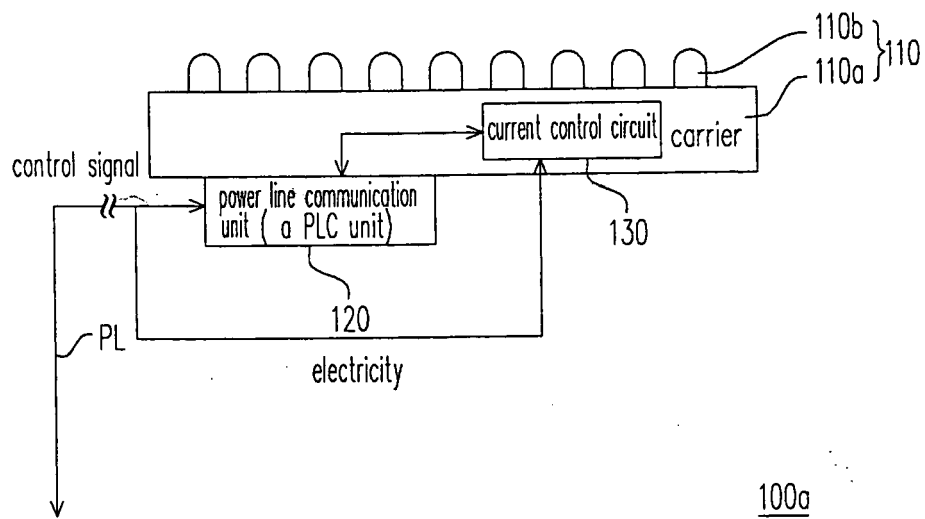 110b
110
110a
current control circuit
carrier
control signal
power line communication
unit ( a PLC unit)
130
120
PL
electricity
100a